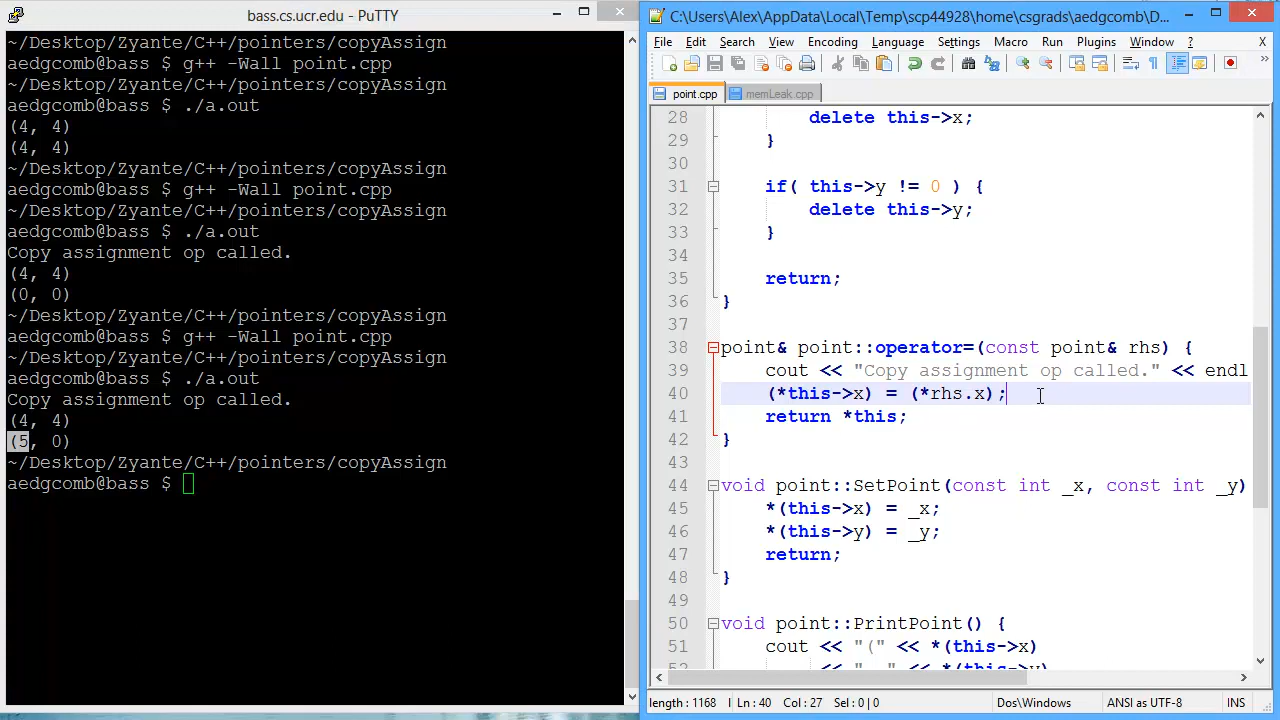 bass.cs.ucr.edu - PuTTY
~/Desktop/Zyante/C++/pointers/copyAssign
aedgcomb@bass $ g++ -Wall point.cpp
~/Desktop/Zyante/C++/pointers/copyAssign
aedgcomb@bass $ ./a.out
(4, 4)
(4, 4)
~/Desktop/Zyante/C++/pointers/copyAssign
aedgcomb@bass $ g++ -Wall point.cpp
~/Desktop/Zyante/C++/pointers/copyAssign
aedgcomb@bass $ ./a.out
Copy assignment op called.
(4, 4)
(0, 0)
~/Desktop/Zyante/C++/pointers/copyAssign
aedgcomb@bass $ g++ -Wall point.cpp
~/Desktop/Zyante/C++/pointers/copyAssign
aedgcomb@bass $ ./a.out
Copy assignment op called.
(4, 4)
(5, 0)
~/Desktop/Zyante/C++/pointers/copyAssign
aedgcomb@bass $
C:\Users\Alex\AppData\Local\Temp\scp44928\home\csgrads\aedgcomb\D...
File Edit Search View Encoding Language Settings Macro Run Plugins Window ? X
point.cpp memLeak.cpp
28 delete this->x;
29 }
30
31 if( this->y != 0 ) {
32 delete this->y;
33 }
34
35 return;
36 }
37
38 point& point::operator=(const point& rhs) {
39 cout << "Copy assignment op called." << endl
40 (*this->x) = (*rhs.x);
41 return *this;
42 }
43
44 void point::SetPoint(const int _x, const int _y)
45 *(this->x) = _x;
46 *(this->y) = _y;
47 return;
48 }
49
50 void point::PrintPoint() {
51 cout << "(" << *(this->x)
length : 1168 l Ln : 40 Col : 27 Sel : 0 | 0 Dos\Windows ANSI as UTF-8 INS